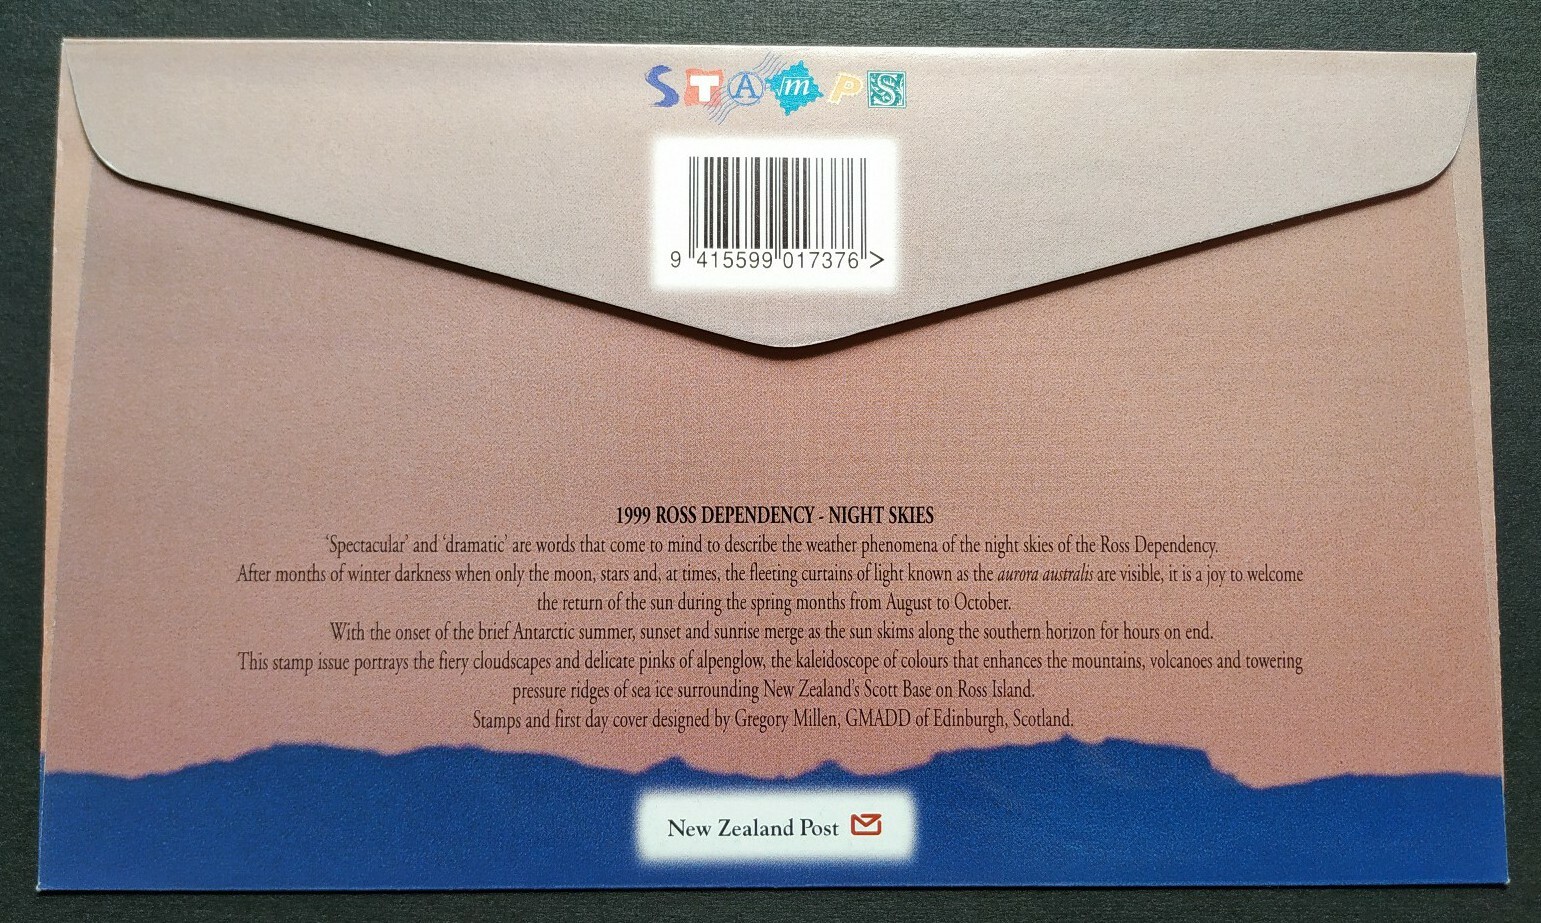 STAmPS
9 415599 017376 >
1999 ROSS DEPENDENCY - NIGHT SKIES
'Spectacular' and 'dramatic' are words that come to mind to describe the weather phenomena of the night skies of the Ross Dependency.
After months of winter darkness when only the moon, stars and, at times, the fleeting curtains of light known as the aurora australis are visible, it is a joy to welcome
the return of the sun during the spring months from August to October.
With the onset of the brief Antarctic summer, sunset and sunrise merge as the sun skims along the southern horizon for hours on end.
This stamp issue portrays the fiery cloudscapes and delicate pinks of alpenglow, the kaleidoscope of colours that enhances the mountains, volcanoes and towering
pressure ridges of sea ice surrounding New Zealand's Scott Base on Ross Island.
Stamps and first day cover designed by Gregory Millen, GMADD of Edinburgh, Scotland.
New Zealand Post